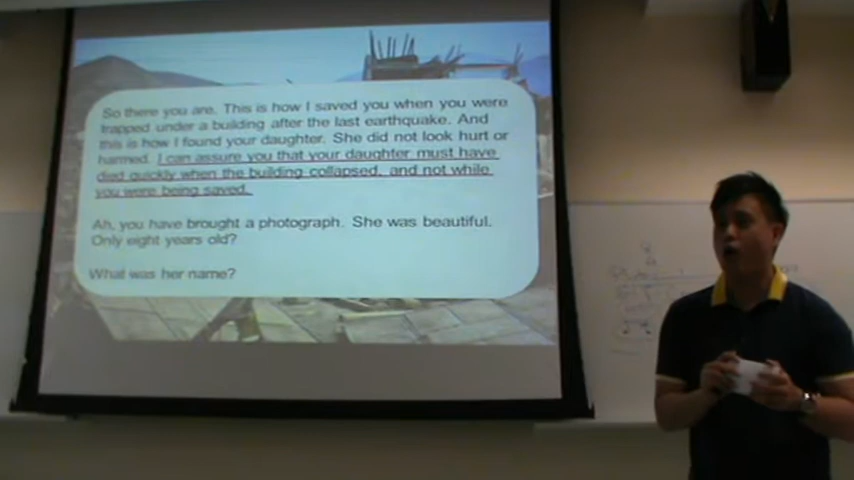 So there you are. This is how I saved you when you were
trapped under a building after the last earthquake. And
this is how I found your daughter. She did not look hurt or
harmed. I can assure you that your daughter must have
died quickly when the building collapsed, and not while
you were being saved.
Ah, you have brought a photograph. She was beautiful.
Only eight years old?
What was her name?